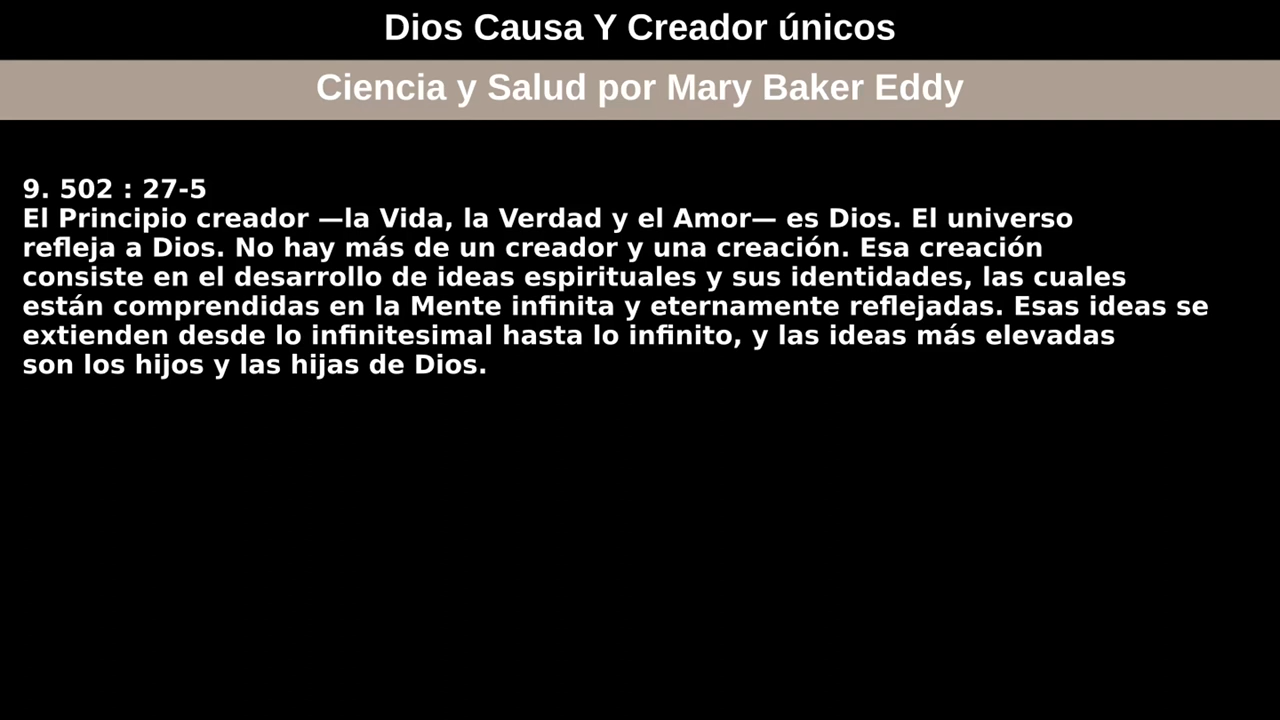 Dios Causa Y Creador únicos
Ciencia y Salud por Mary Baker Eddy
9. 502 : 27-5
El Principio creador —la Vida, la Verdad y el Amor— es Dios. El universo
refleja a Dios. No hay más de un creador y una creación. Esa creación
consiste en el desarrollo de ideas espirituales y sus identidades, las cuales
están comprendidas en la Mente infinita y eternamente reflejadas. Esas ideas se
extienden desde lo infinitesimal hasta lo infinito, y las ideas más elevadas
son los hijos y las hijas de Dios.